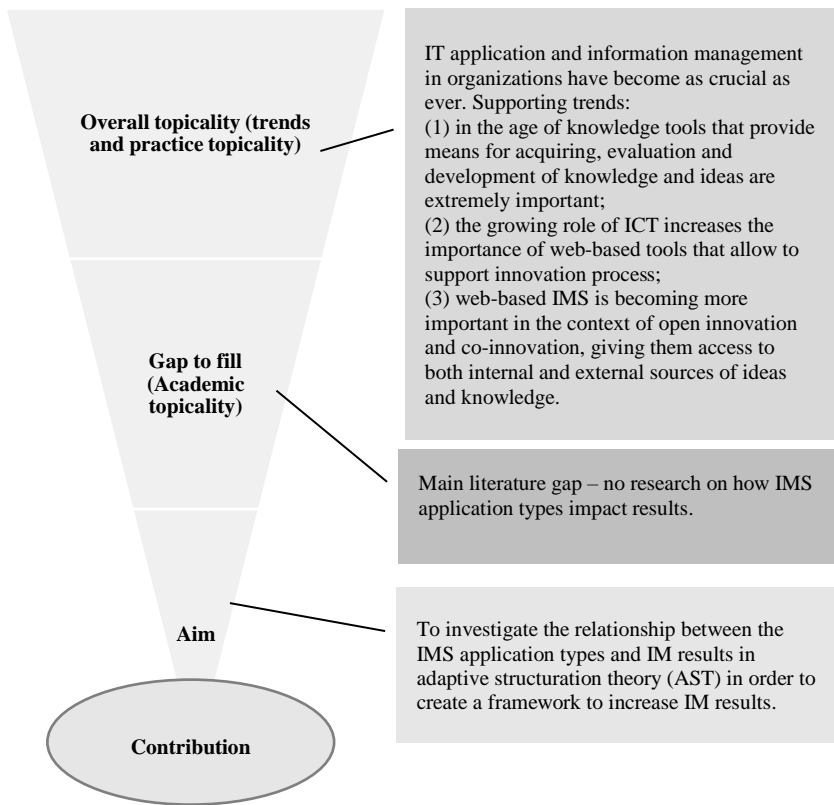 Overall topicality (trends
and practice topicality)
IT application and information management
in organizations have become as crucial as
ever. Supporting trends:
(1) in the age of knowledge tools that provide
means for acquiring, evaluation and
development of knowledge and ideas are
extremely important;
(2) the growing role of ICT increases the
importance of web-based tools that allow to
support innovation process;
(3) web-based IMS is becoming more
important in the context of open innovation
and co-innovation, giving them access to
both internal and external sources of ideas
and knowledge.
Gap to fill
(Academic
topicality)
Main literature gap – no research on how IMS
application types impact results.
Aim
To investigate the relationship between the
IMS application types and IM results in
adaptive structuration theory (AST) in order to
create a framework to increase IM results.
Contribution